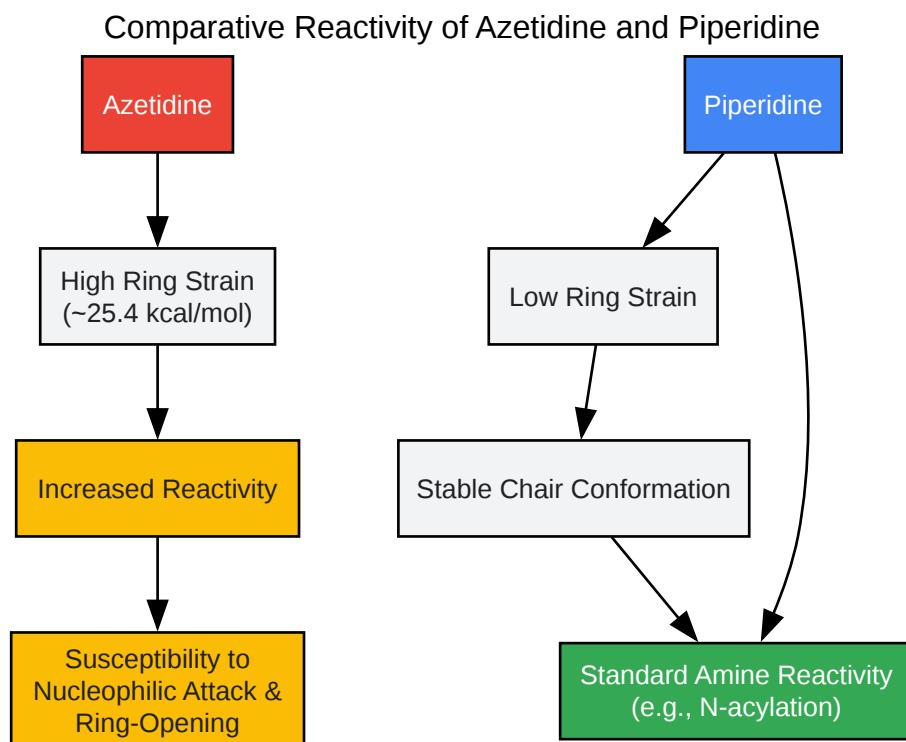 Comparative Reactivity of Azetidine and Piperidine
Azetidine
Piperidine
High Ring Strain
(~25.4 kcal/mol)
Low Ring Strain
Increased Reactivity
Stable Chair Conformation
Susceptibility to
Nucleophilic Attack &
Ring-Opening
Standard Amine Reactivity
(e.g., N-acylation)